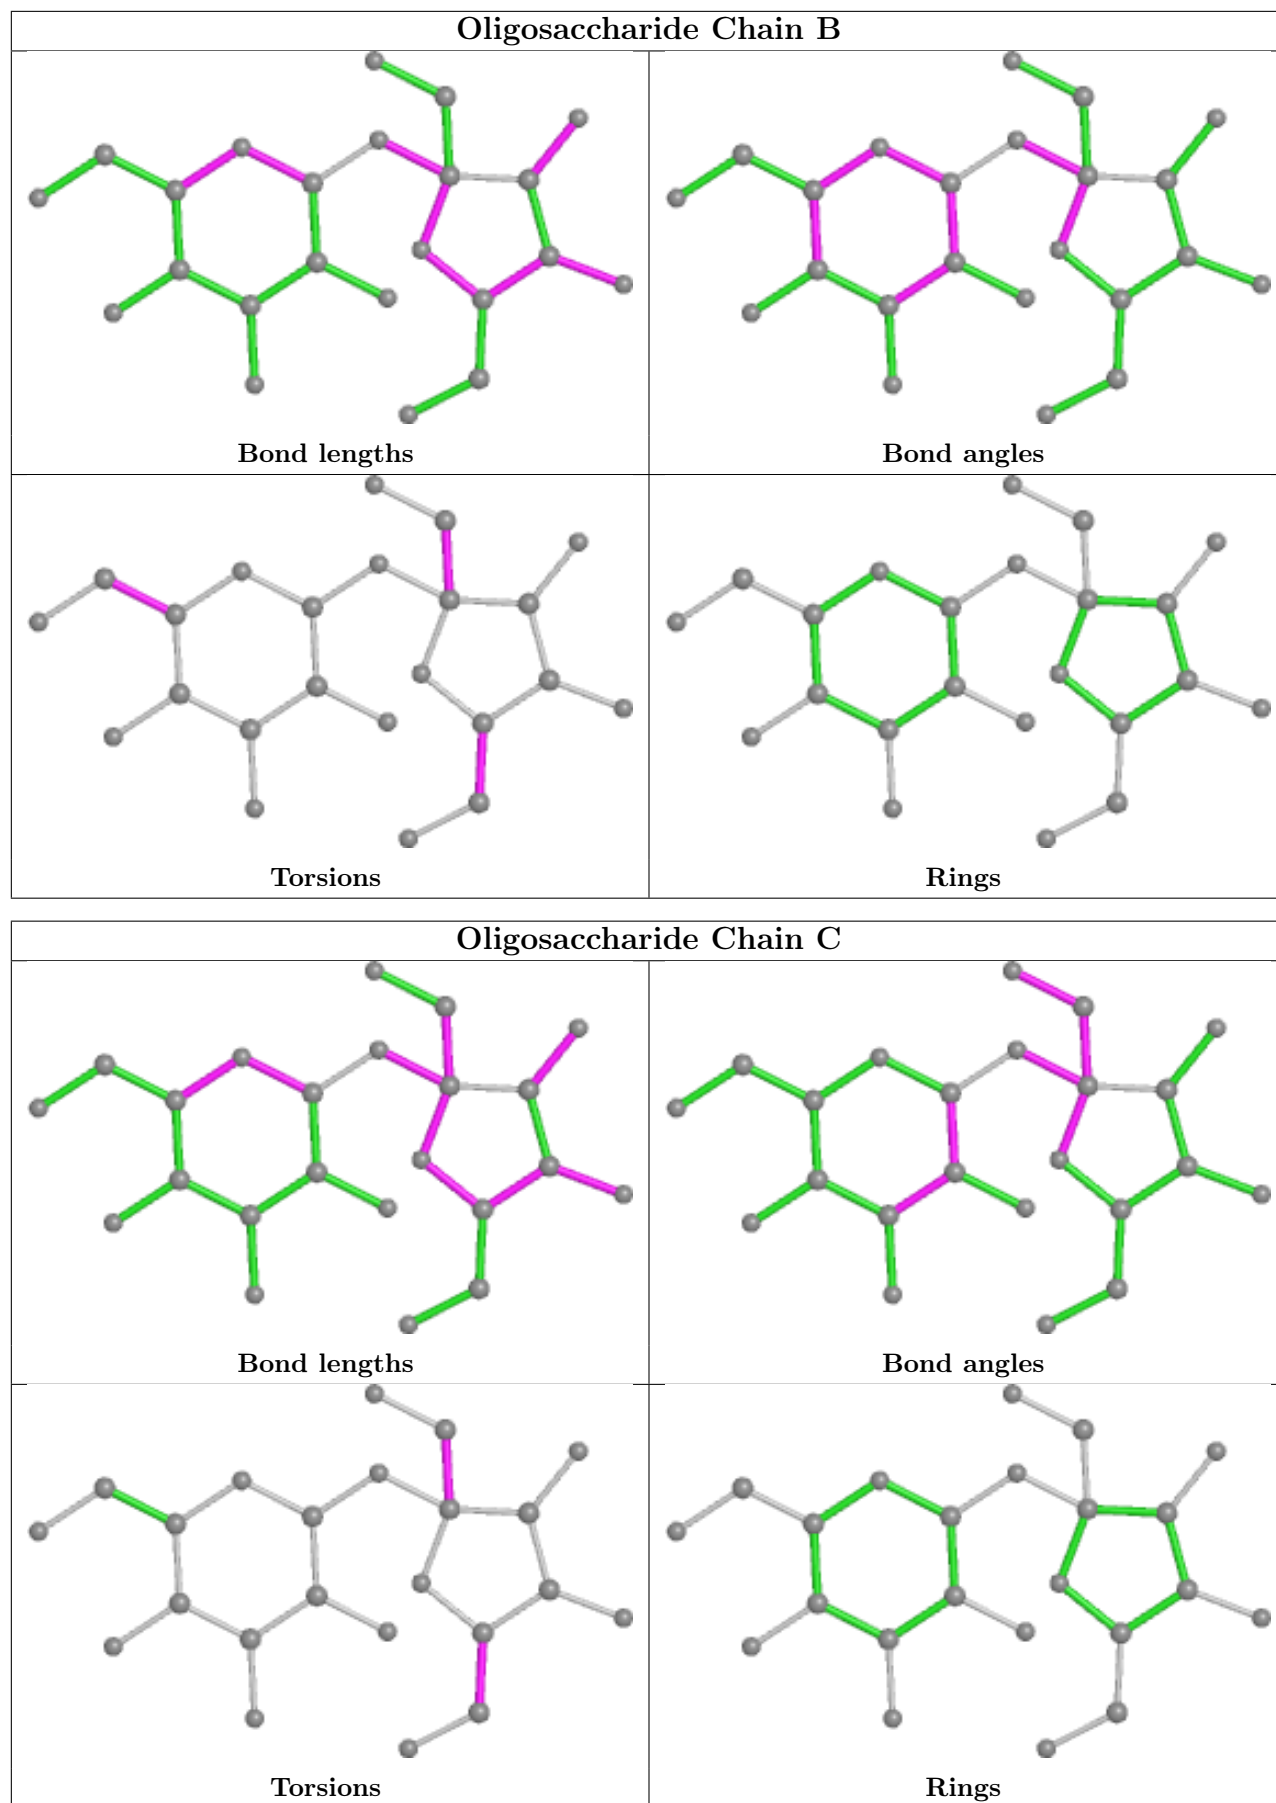 Oligosaccharide Chain B
Bond lengths
Bond angles
Torsions
Rings
Oligosaccharide Chain C
Bond lengths
Bond angles
Torsions
Rings